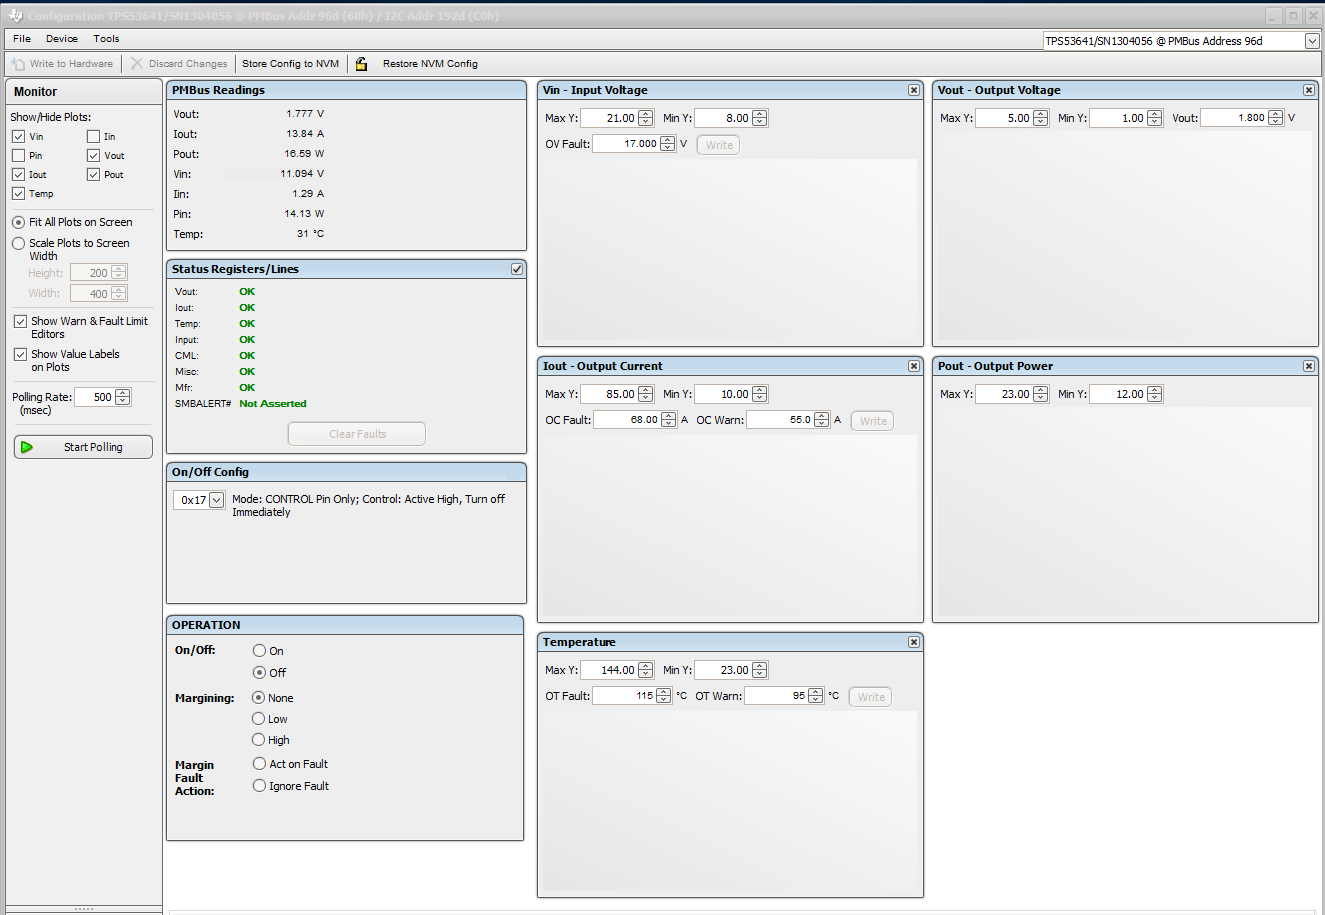 Configuration TPS53641/SN1304056 @ PMBus Addr 96d (60h) / I2C Addr 192d (C0h)
File Device Tools
TPS53641/SN1304056 @ PMBus Address 96d
Write to Hardware Discard Changes Store Config to NVM Restore NVM Config
Monitor
Show/Hide Plots:
Vin Iin
Pin Vout
Iout Pout
Temp
Fit All Plots on Screen
Scale Plots to Screen
Width
Height: 200
Width: 400
Show Warn & Fault Limit
Editors
Show Value Labels
on Plots
Polling Rate: 500
(msec)
Start Polling
PMBus Readings
Vout: 1.777 V
Iout: 13.84 A
Pout: 16.59 W
Vin: 11.094 V
Iin: 1.29 A
Pin: 14.13 W
Temp: 31 °C
Status Registers/Lines
Vout: OK
Iout: OK
Temp: OK
Input: OK
CML: OK
Misc: OK
Mfr: OK
SMBALERT# Not Asserted
Clear Faults
On/Off Config
0x17 Mode: CONTROL Pin Only; Control: Active High, Turn off
Immediately
OPERATION
On/Off: On
Off
Margining: None
Low
High
Margin
Fault
Action:
Act on Fault
Ignore Fault
Vin - Input Voltage
Max Y: 21.00 Min Y: 8.00
OV Fault: 17.000 V Write
Iout - Output Current
Max Y: 85.00 Min Y: 10.00
OC Fault: 68.00 A OC Warn: 55.0 A Write
Temperature
Max Y: 144.00 Min Y: 23.00
OT Fault: 115 °C OT Warn: 95 °C Write
Vout - Output Voltage
Max Y: 5.00 Min Y: 1.00 Vout: 1.800 V
Pout - Output Power
Max Y: 23.00 Min Y: 12.00